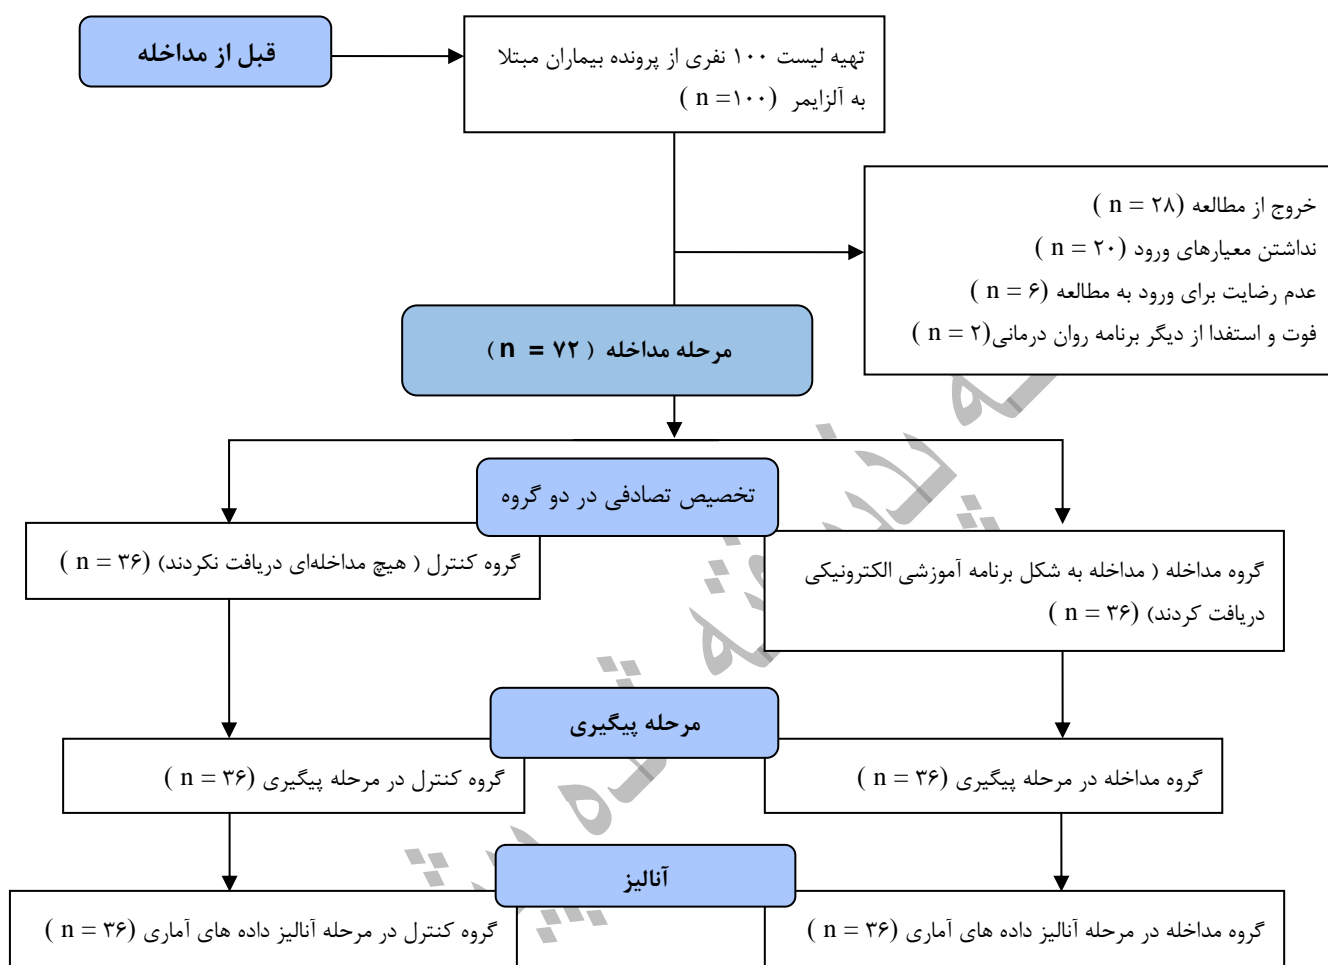 قبل از مداخله
تهیه لیست ۱۰۰ نفری از پرونده بیماران مبتلا
به آلزایمر (n =۱۰۰ )
خروج از مطالعه (n = ۲۸ )
نداشتن معیارهای ورود (n = ۲۰ )
عدم رضایت برای ورود به مطالعه (n = ۶ )
فوت و استفدا از دیگر برنامه روان درمانی(n = ۲ )
مرحله مداخله (n = ۷۲ )
تخصیص تصادفی در دو گروه
گروه مداخله ( مداخله به شکل برنامه آموزشی الکترونیکی
دریافت کردند) (n = ۳۶ )
گروه کنترل ( هیچ مداخله‌ای دریافت نکردند) (n = ۳۶ )
مرحله پیگیری
گروه مداخله در مرحله پیگیری (n = ۳۶ )
گروه کنترل در مرحله پیگیری (n = ۳۶ )
آنالیز
گروه مداخله در مرحله آنالیز داده های آماری (n = ۳۶ )
گروه کنترل در مرحله آنالیز داده های آماری (n = ۳۶ )